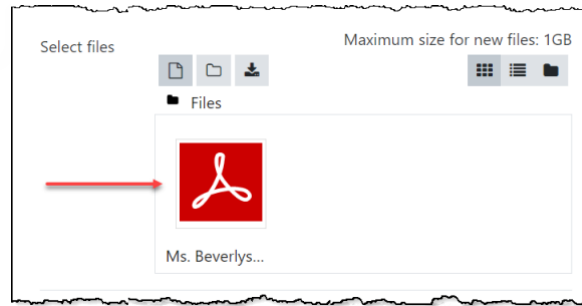 Select files
Maximum size for new files: 1GB
Files
Ms. Beverlys...